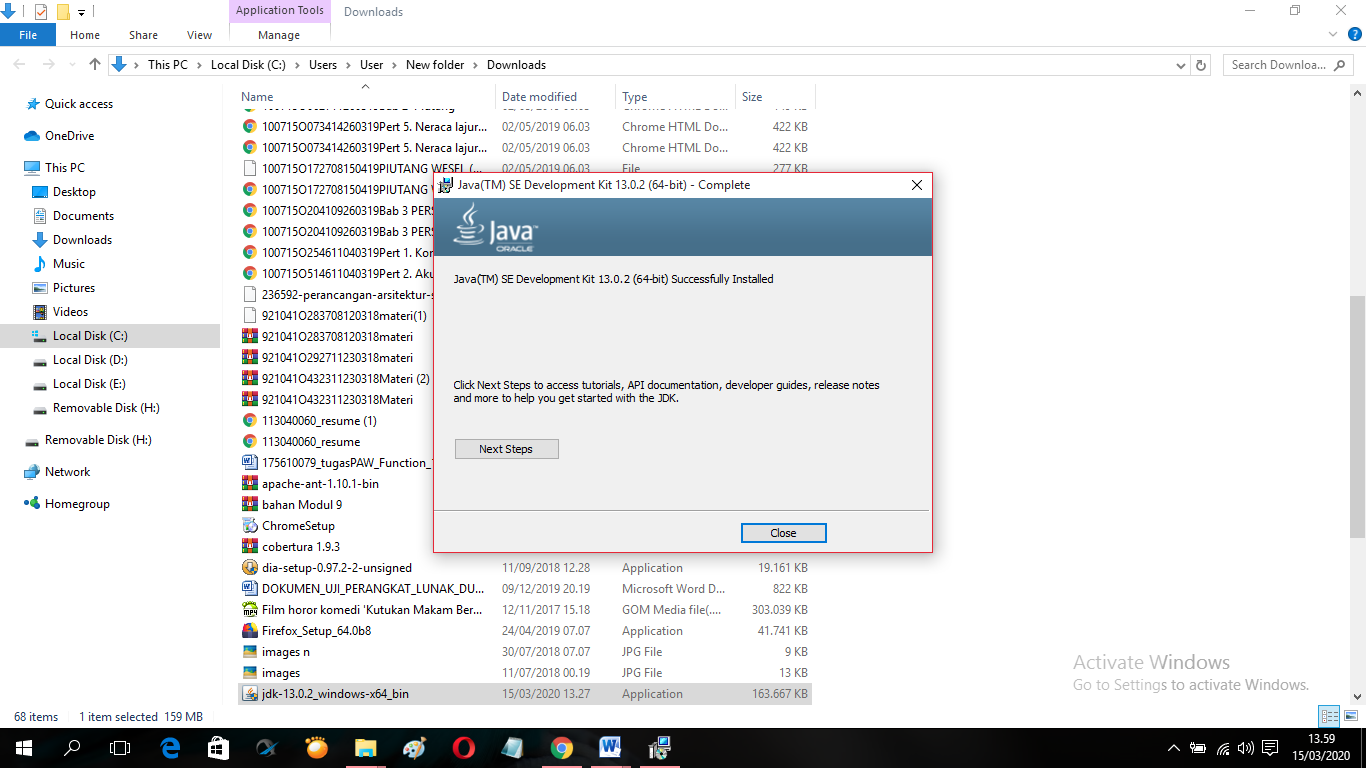 Application Tools Downloads
File Home Share View Manage
This PC Local Disk (C:) Users User New folder Downloads
Search Downloa...
Quick access
OneDrive
This PC
Desktop
Documents
Downloads
Music
Pictures
Videos
Local Disk (C:)
Local Disk (D:)
Local Disk (E:)
Removable Disk (H:)
Removable Disk (H:)
Network
Homegroup
Name Date modified Type Size
100715O073414260319Pert 5. Neraca lajur... 02/05/2019 06.03 Chrome HTML Do... 422 KB
100715O073414260319Pert 5. Neraca lajur... 02/05/2019 06.03 Chrome HTML Do... 422 KB
100715O172708150419PIUTANG WESEL (... 02/05/2019 06.03 File 277 KB
100715O172708150419PIUTANG
100715O204109260319Bab 3 PER
100715O204109260319Bab 3 PER
100715O254611040319Pert 1. Kor
100715O514611040319Pert 2. Aku
236592-perancangan-arsitektur-s
921041O283708120318materi(1)
921041O283708120318materi
921041O292711230318materi
921041O432311230318Materi (2)
921041O432311230318Materi
113040060_resume (1)
113040060_resume
175610079_tugasPAW_Function_
apache-ant-1.10.1-bin
bahan Modul 9
ChromeSetup
cobertura 1.9.3
dia-setup-0.97.2-2-unsigned 11/09/2018 12.28 Application 19.161 KB
DOKUMEN_UJI_PERANGKAT_LUNAK_DU... 09/12/2019 20.19 Microsoft Word D... 822 KB
Film horor komedi 'Kutukan Makam Ber... 12/11/2017 15.18 GOM Media file(.... 303.039 KB
Firefox_Setup_64.0b8 24/04/2019 07.07 Application 41.741 KB
images n 30/07/2018 07.07 JPG File 9 KB
images 11/07/2018 00.19 JPG File 13 KB
jdk-13.0.2_windows-x64_bin 15/03/2020 13.27 Application 163.667 KB
Java(TM) SE Development Kit 13.0.2 (64-bit) - Complete
Java™
ORACLE
Java(TM) SE Development Kit 13.0.2 (64-bit) Successfully Installed
Click Next Steps to access tutorials, API documentation, developer guides, release notes
and more to help you get started with the JDK.
Next Steps
Close
Activate Windows
Go to Settings to activate Windows.
68 items 1 item selected 159 MB
13.59
15/03/2020